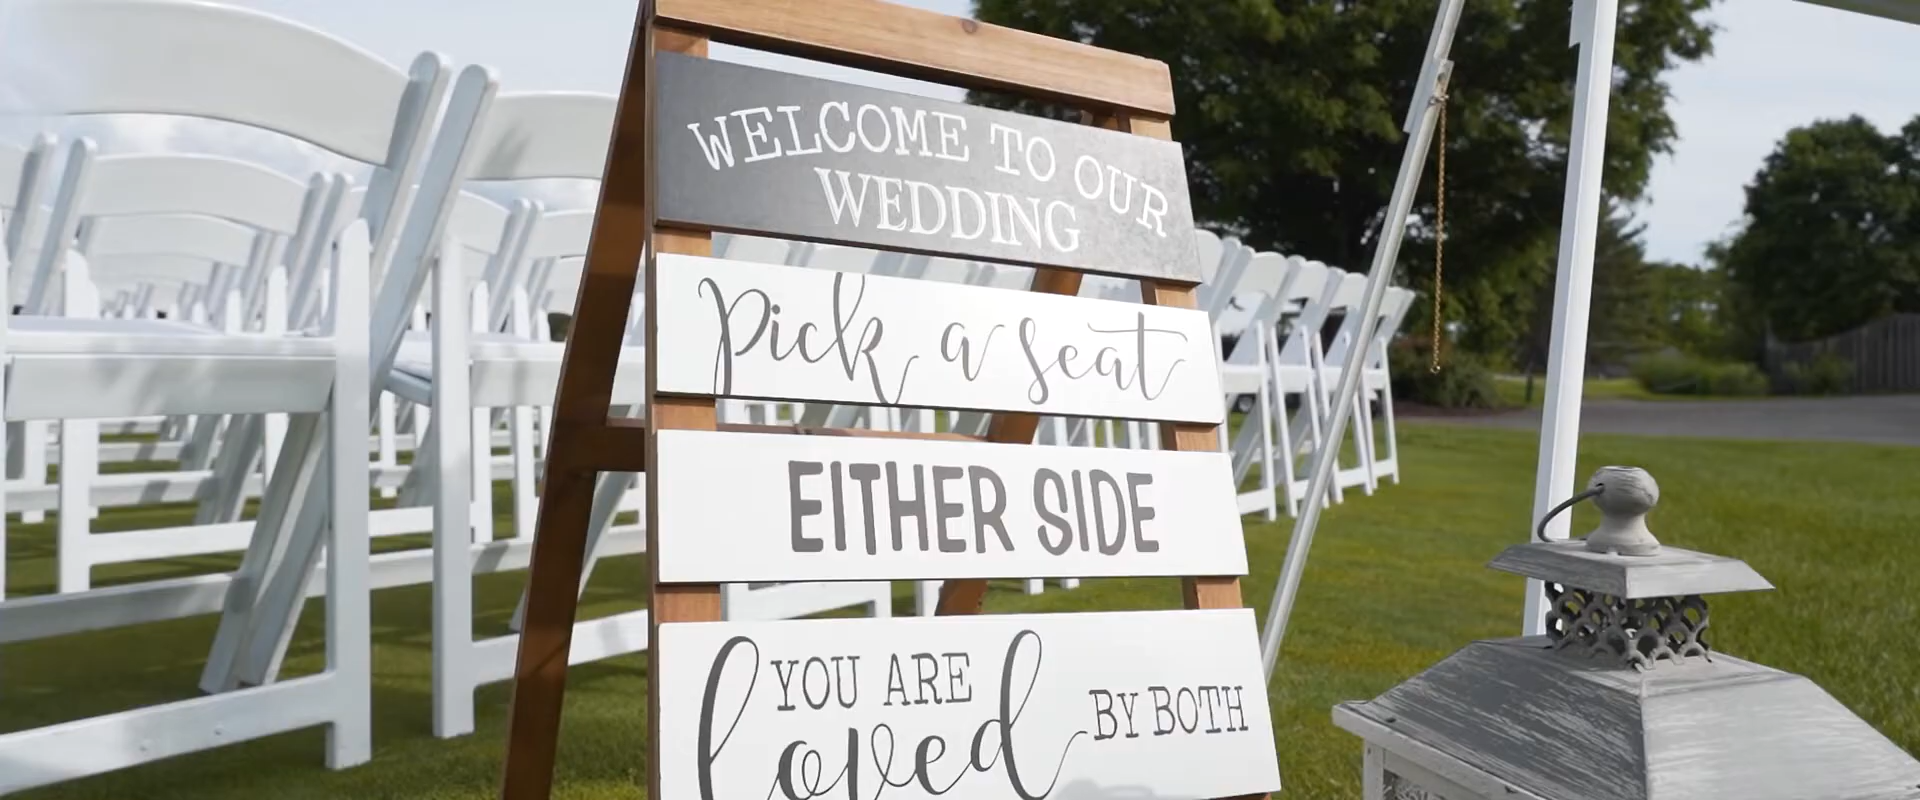 WELCOME TO OUR
WEDDING
Pick a seat
EITHER SIDE
YOU ARE
loved BY BOTH